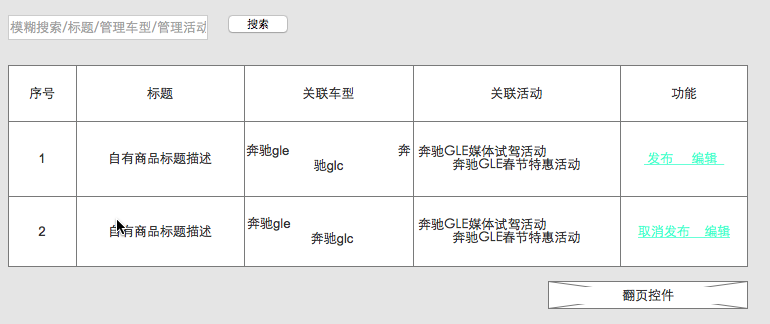 模糊搜索/标题/管理车型/管理活动
搜索
序号 标题 关联车型 关联活动 功能
1 自有商品标题描述 奔驰gle 奔驰glc 奔驰GLE媒体试驾活动 奔驰GLE春节特惠活动 发布 编辑
2 自有商品标题描述 奔驰gle 奔驰glc 奔驰GLE媒体试驾活动 奔驰GLE春节特惠活动 取消发布 编辑
翻页控件